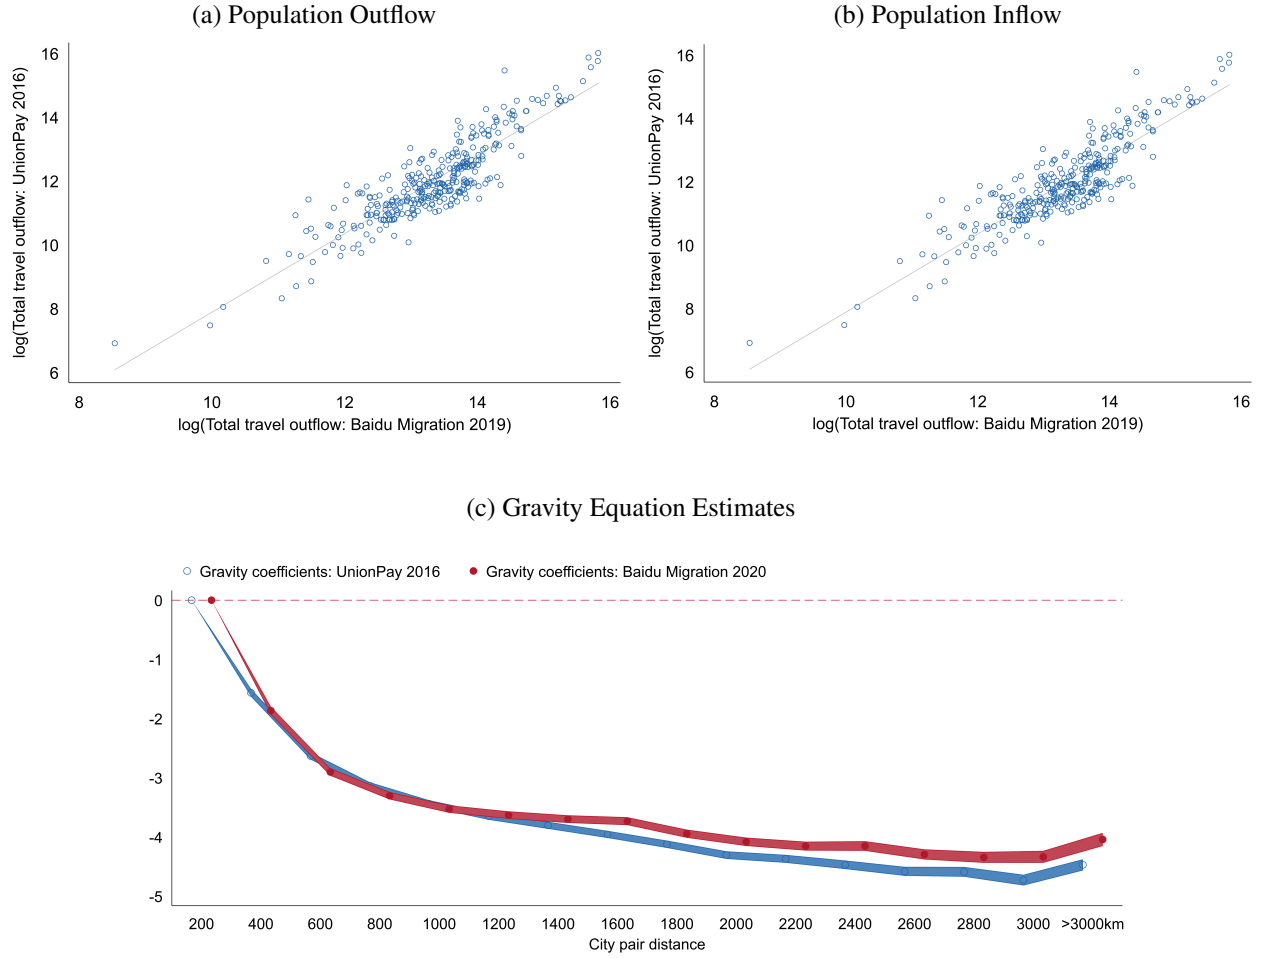 (a) Population Outflow
log(Total travel outflow: UnionPay 2016)
16
14
12
10
8
6
8 10 12 14 16
log(Total travel outflow: Baidu Migration 2019)
(b) Population Inflow
log(Total travel outflow: UnionPay 2016)
16
14
12
10
8
6
8 10 12 14 16
log(Total travel outflow: Baidu Migration 2019)
(c) Gravity Equation Estimates
Gravity coefficients: UnionPay 2016 Gravity coefficients: Baidu Migration 2020
0
-1
-2
-3
-4
-5
200 400 600 800 1000 1200 1400 1600 1800 2000 2200 2400 2600 2800 3000 >3000km
City pair distance